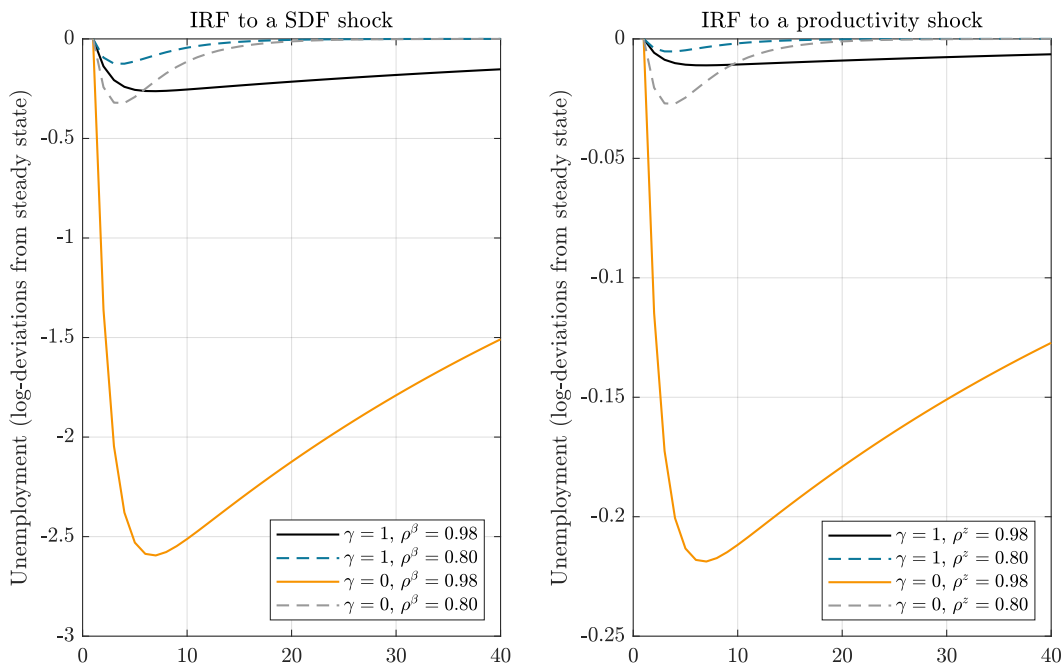 IRF to a SDF shock
Unemployment (log-deviations from steady state)
0
-0.5
-1
-1.5
-2
-2.5
-3
0
10
20
30
40
γ = 1, ρ^β = 0.98
γ = 1, ρ^β = 0.80
γ = 0, ρ^β = 0.98
γ = 0, ρ^β = 0.80
IRF to a productivity shock
Unemployment (log-deviations from steady state)
0
-0.05
-0.1
-0.15
-0.2
-0.25
0
10
20
30
40
γ = 1, ρ^z = 0.98
γ = 1, ρ^z = 0.80
γ = 0, ρ^z = 0.98
γ = 0, ρ^z = 0.80